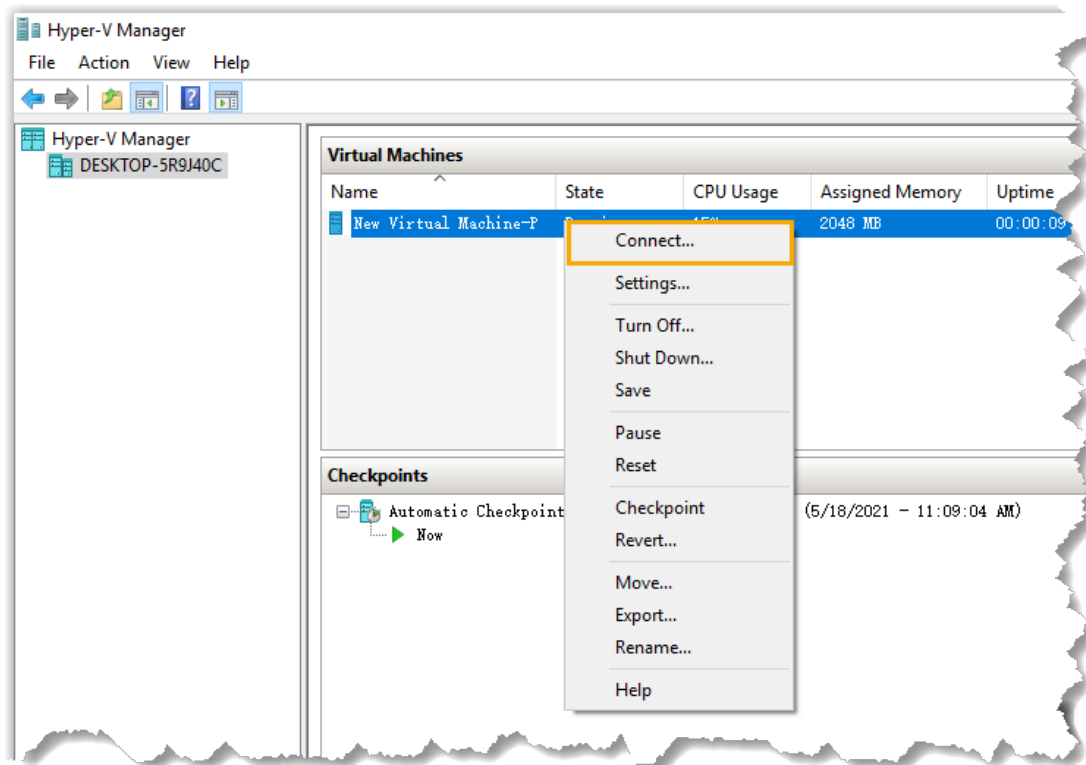 Hyper-V Manager
File Action View Help
Hyper-V Manager
DESKTOP-5R9J40C
Virtual Machines
Name State CPU Usage Assigned Memory Uptime
New Virtual Machine-P 2048 MB 00:00:09
Connect...
Settings...
Turn Off...
Shut Down...
Save
Pause
Reset
Checkpoint
Revert...
Move...
Export...
Rename...
Help
Checkpoints
Automatic Checkpoint (5/18/2021 - 11:09:04 AM)
Now